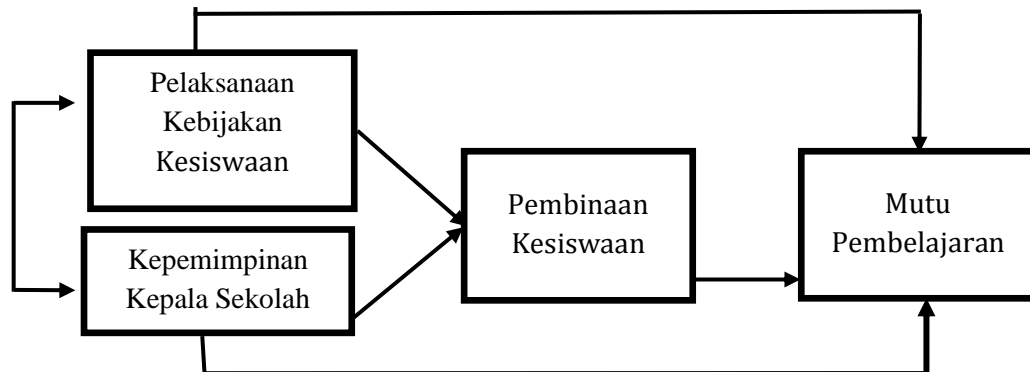 Pelaksanaan
Kebijakan
Kesiswaan
Kepemimpinan
Kepala Sekolah
Pembinaan
Kesiswaan
Mutu
Pembelajaran